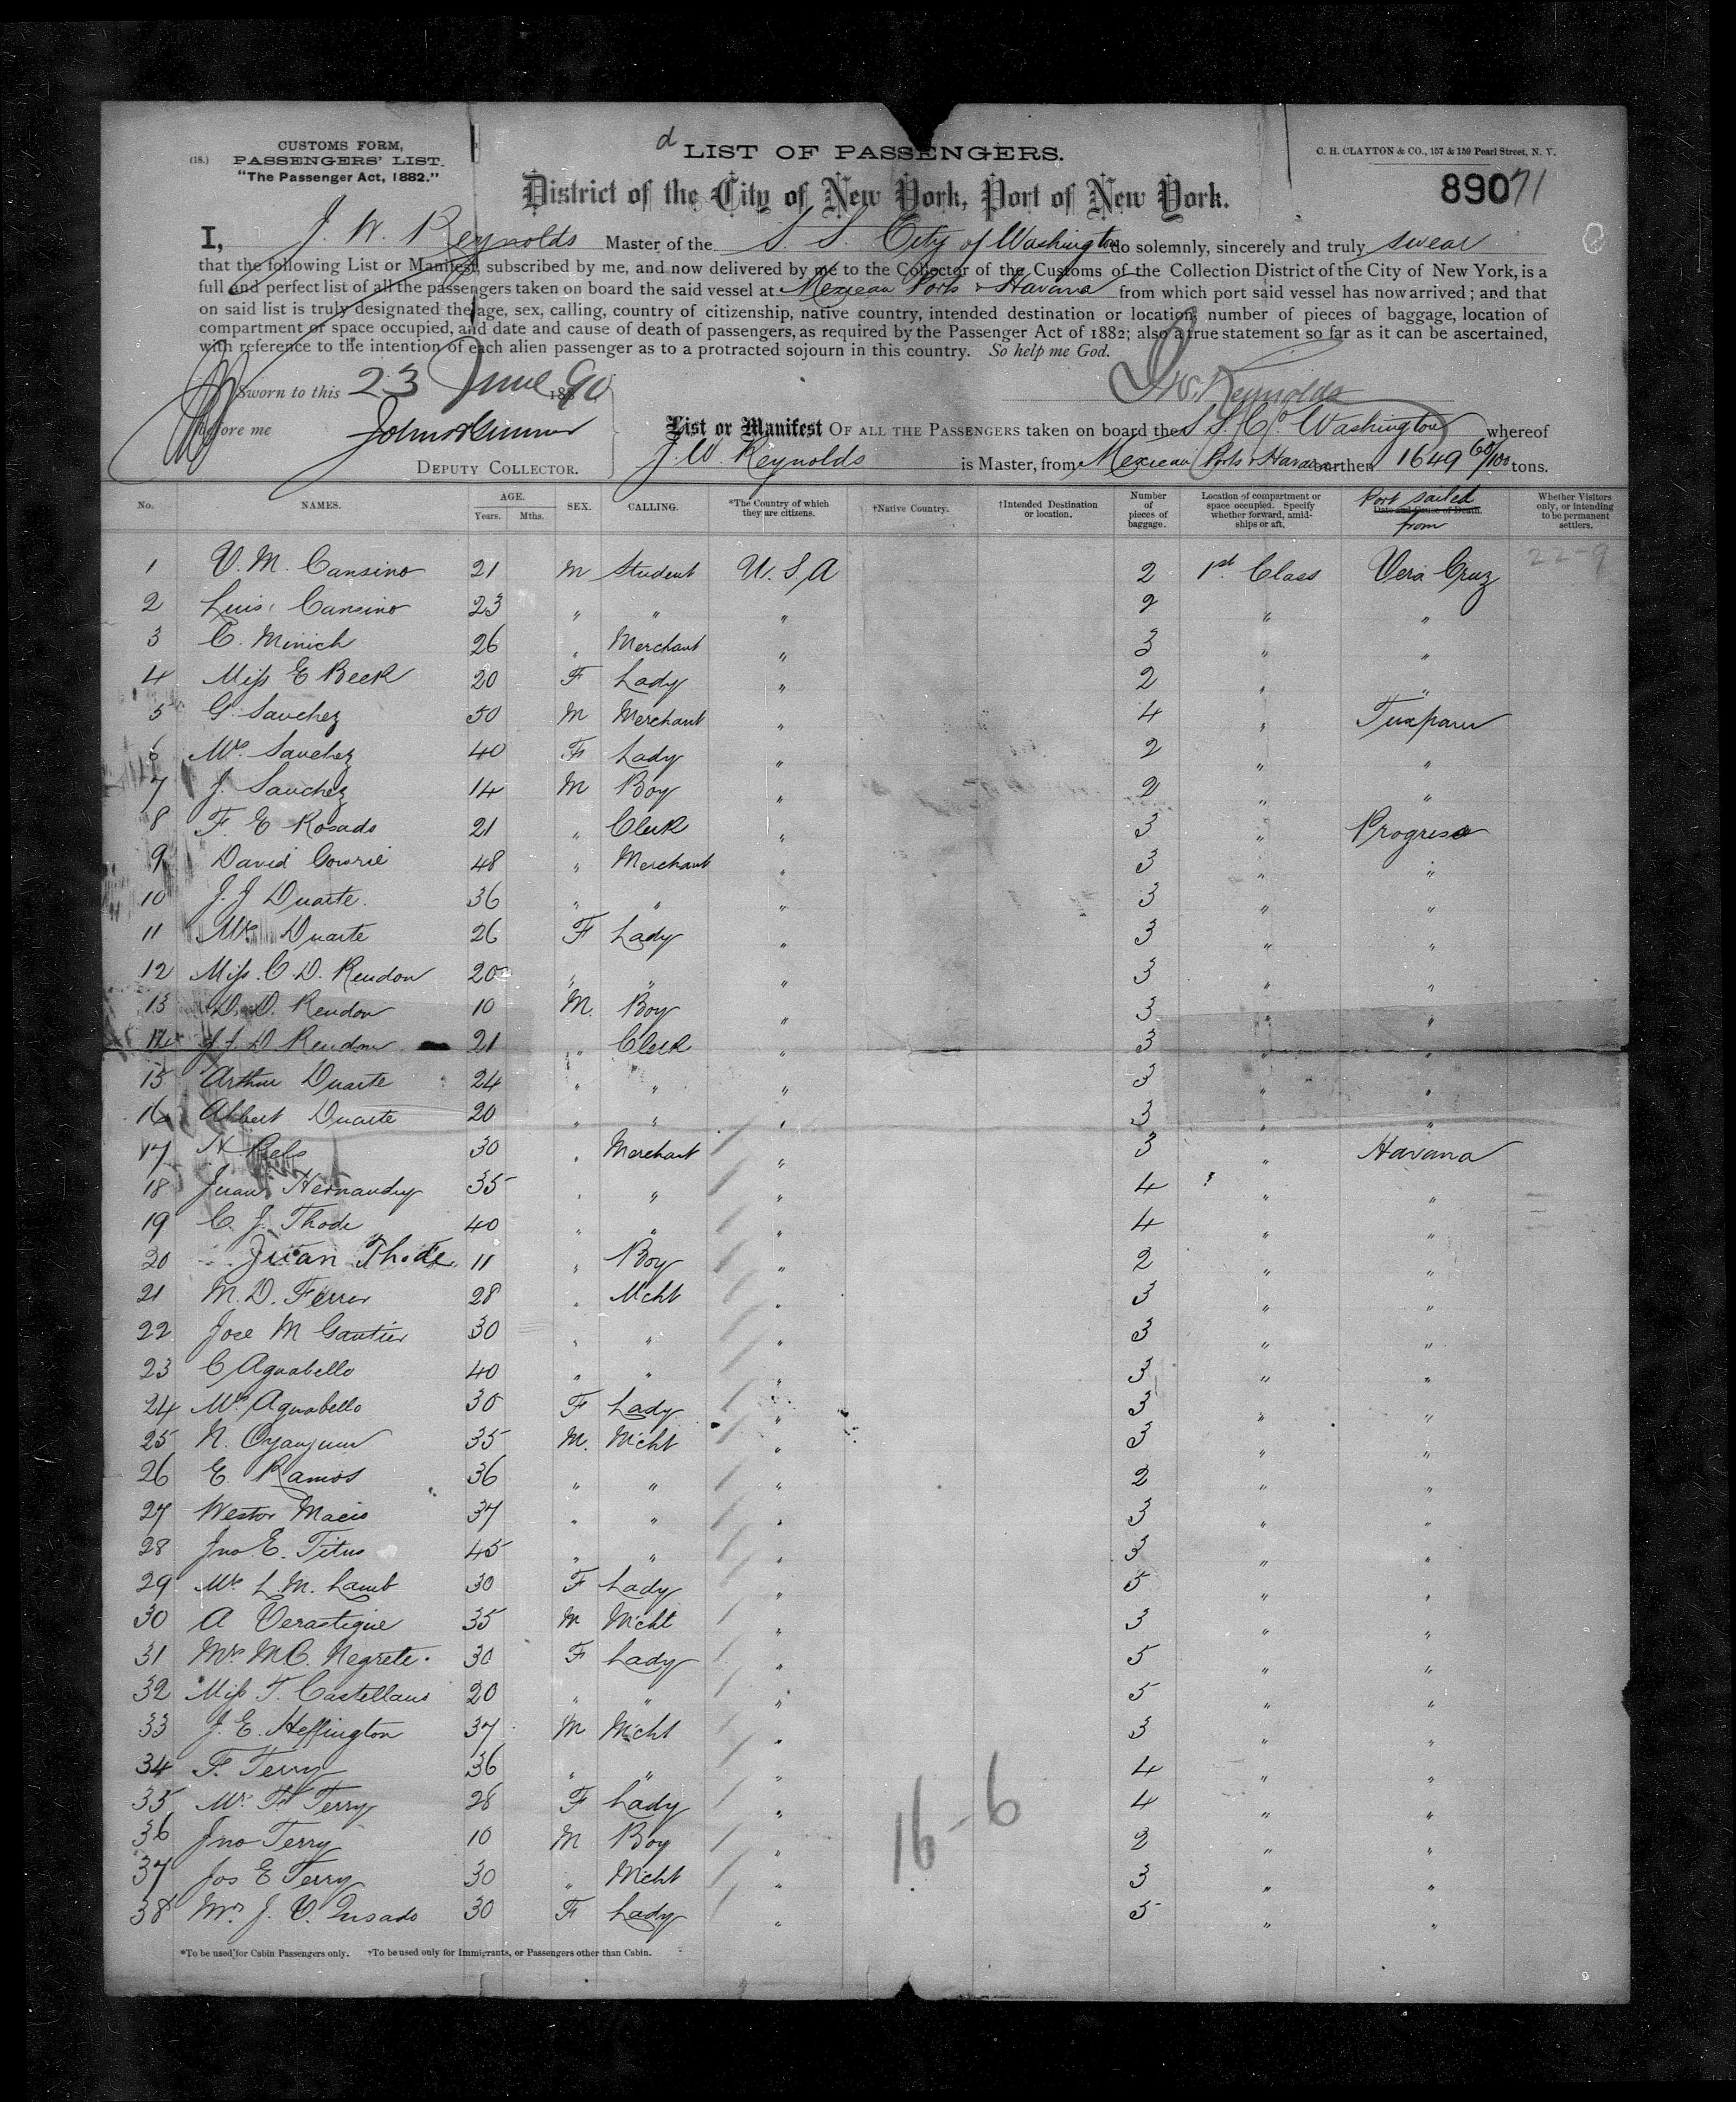 CUSTOMS FORM,
(18.) PASSENGERS' LIST.
"The Passenger Act, 1882."
d
LIST OF PASSENGERS.
C. H. CLAYTON & CO., 157 & 159 Pearl Street, N. Y.
District of the City of New York, Port of New York.
89071
I, J. W. Reynolds Master of the S. S. City of Washington do solemnly, sincerely and truly swear
that the following List or Manifest, subscribed by me, and now delivered by me to the Collector of the Customs of the Collection District of the City of New York, is a
full and perfect list of all the passengers taken on board the said vessel at Mexican Ports & Havana from which port said vessel has now arrived; and that
on said list is truly designated the age, sex, calling, country of citizenship, native country, intended destination or location, number of pieces of baggage, location of
compartment or space occupied, and date and cause of death of passengers, as required by the Passenger Act of 1882; also a true statement so far as it can be ascertained,
with reference to the intention of each alien passenger as to a protracted sojourn in this country. So help me God.
Sworn to this 23 June 1890
J. W. Reynolds
before me
DEPUTY COLLECTOR.
List or Manifest OF ALL THE PASSENGERS taken on board the S. S. C. o Washington whereof
J. W Reynolds is Master, from Mexican Ports & Havana burthen 1649 60/100 tons.
No. NAMES. AGE. Years. Mths. SEX. CALLING. *The Country of which they are citizens. †Native Country. †Intended Destination or location. Number of pieces of baggage. Location of compartment or space occupied. Specify whether forward, amidships or aft. Date and Cause of Death. Port sailed from Whether Visitors only, or intending to be permanent settlers.
22-9
1 V. M. Cansino 21 M Student U. S. A 2 1st Class Vera Cruz
2 Luis Cansino 23 " " " 2 " "
3 C. Minich 26 " Merchant " 3 " "
4 Miss E Beek 20 F Lady " 2 " "
5 G. Sanchez 50 M Merchant " 4 " Tuxpam
6 Mrs Sanchez 40 F Lady " 2 " "
7 J. Sanchez 14 M Boy " 2 " "
8 F. E Rosado 21 " Clerk " 3 " Progreso
9 David Gowrie 48 " Merchant " 3 " "
10 J. J Duarte. 36 " " " 3 " "
11 Mrs Duarte 26 F Lady " 3 " "
12 Miss. C D. Rendon 20 " " " 3 " "
13 D. D. Rendon 10 M. Boy " 3 " "
14 J. J. D. Rendon 21 " Clerk " 3 " "
15 Arthur Duarte 24 " " " 3 " "
16 Albert Duarte 20 " " " 3 " "
17 H. Rels 30 " Merchant " 3 " Havana
18 Juan Hernandez 35 " " " 4 " "
19 C. J. Thode 40 " " " 4 " "
20 Juan Thode 11 " Boy " 2 " "
21 M. D. Ferrer 28 " Mcht " 3 " "
22 Jose M Gautier 30 " " " 3 " "
23 C Aguabello 40 " " " 3 " "
24 Mrs Aguabello 30 F Lady " 3 " "
25 N. 35 M. Mcht " 3 " "
26 E. Ramos 36 " " " 2 " "
27 Westor Macis 37 " " " 3 " "
28 Jno E. Titus 45 " " " 3 " "
29 Mrs L. M. Lamb 30 F Lady " 5 " "
30 A Verastigue 35 M Mcht " 3 " "
31 Mrs M. C. Negrete. 30 F Lady " 5 " "
32 Miss T. Castellaus 20 " " " 5 " "
33 J. E. Heffington 37 M Mcht " 3 " "
34 F. Terry 36 " " " 4 " "
35 Mrs F. Terry 28 F Lady " 4 " "
36 Jno Terry 10 M Boy " 2 " "
37 Jos E Terry 30 " Mcht " 3 " "
38 Mrs. J. V. Quisado 30 F Lady " 5 " "
16-6
*To be used for Cabin Passengers only. †To be used only for Immigrants, or Passengers other than Cabin.